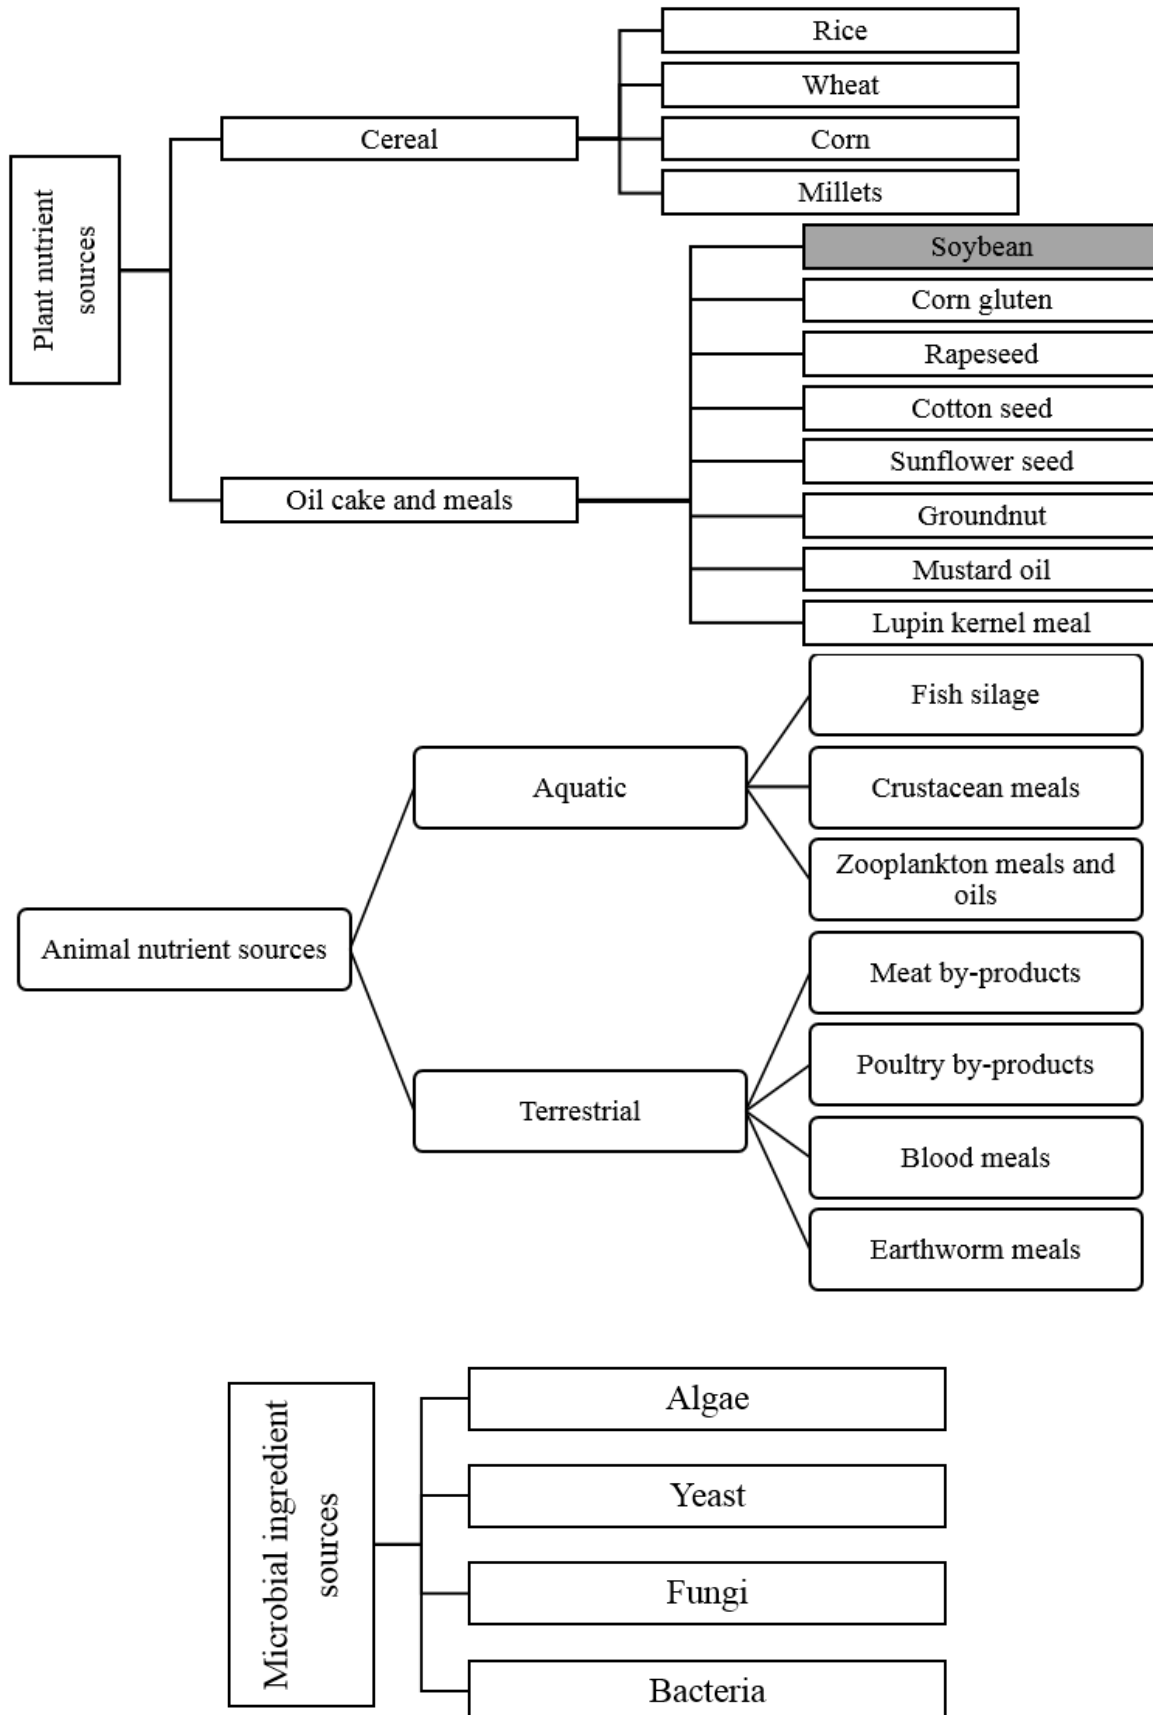 Plant nutrient
sources
Cereal
Rice
Wheat
Corn
Millets
Oil cake and meals
Soybean
Corn gluten
Rapeseed
Cotton seed
Sunflower seed
Groundnut
Mustard oil
Lupin kernel meal
Animal nutrient sources
Aquatic
Fish silage
Crustacean meals
Zooplankton meals and
oils
Terrestrial
Meat by-products
Poultry by-products
Blood meals
Earthworm meals
Microbial ingredient
sources
Algae
Yeast
Fungi
Bacteria